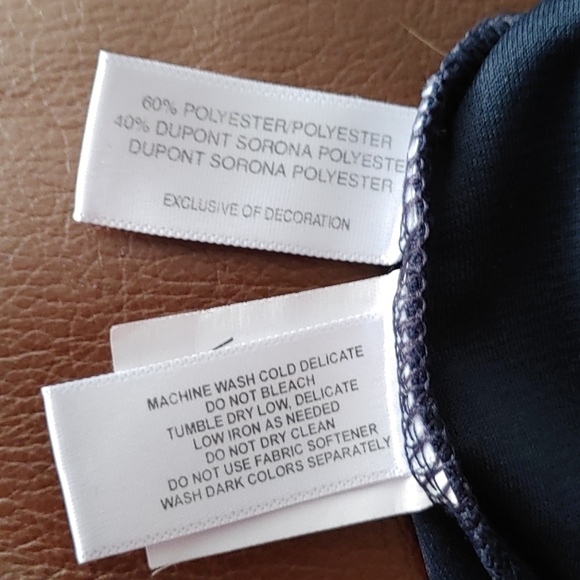 60% POLYESTER/POLYESTER
40% DUPONT SORONA POLYESTE
DUPONT SORONA POLYESTER
EXCLUSIVE OF DECORATION
MACHINE WASH COLD DELICATE
DO NOT BLEACH
TUMBLE DRY LOW, DELICATE
LOW IRON AS NEEDED
DO NOT DRY CLEAN
DO NOT USE FABRIC SOFTENER
WASH DARK COLORS SEPARATELY